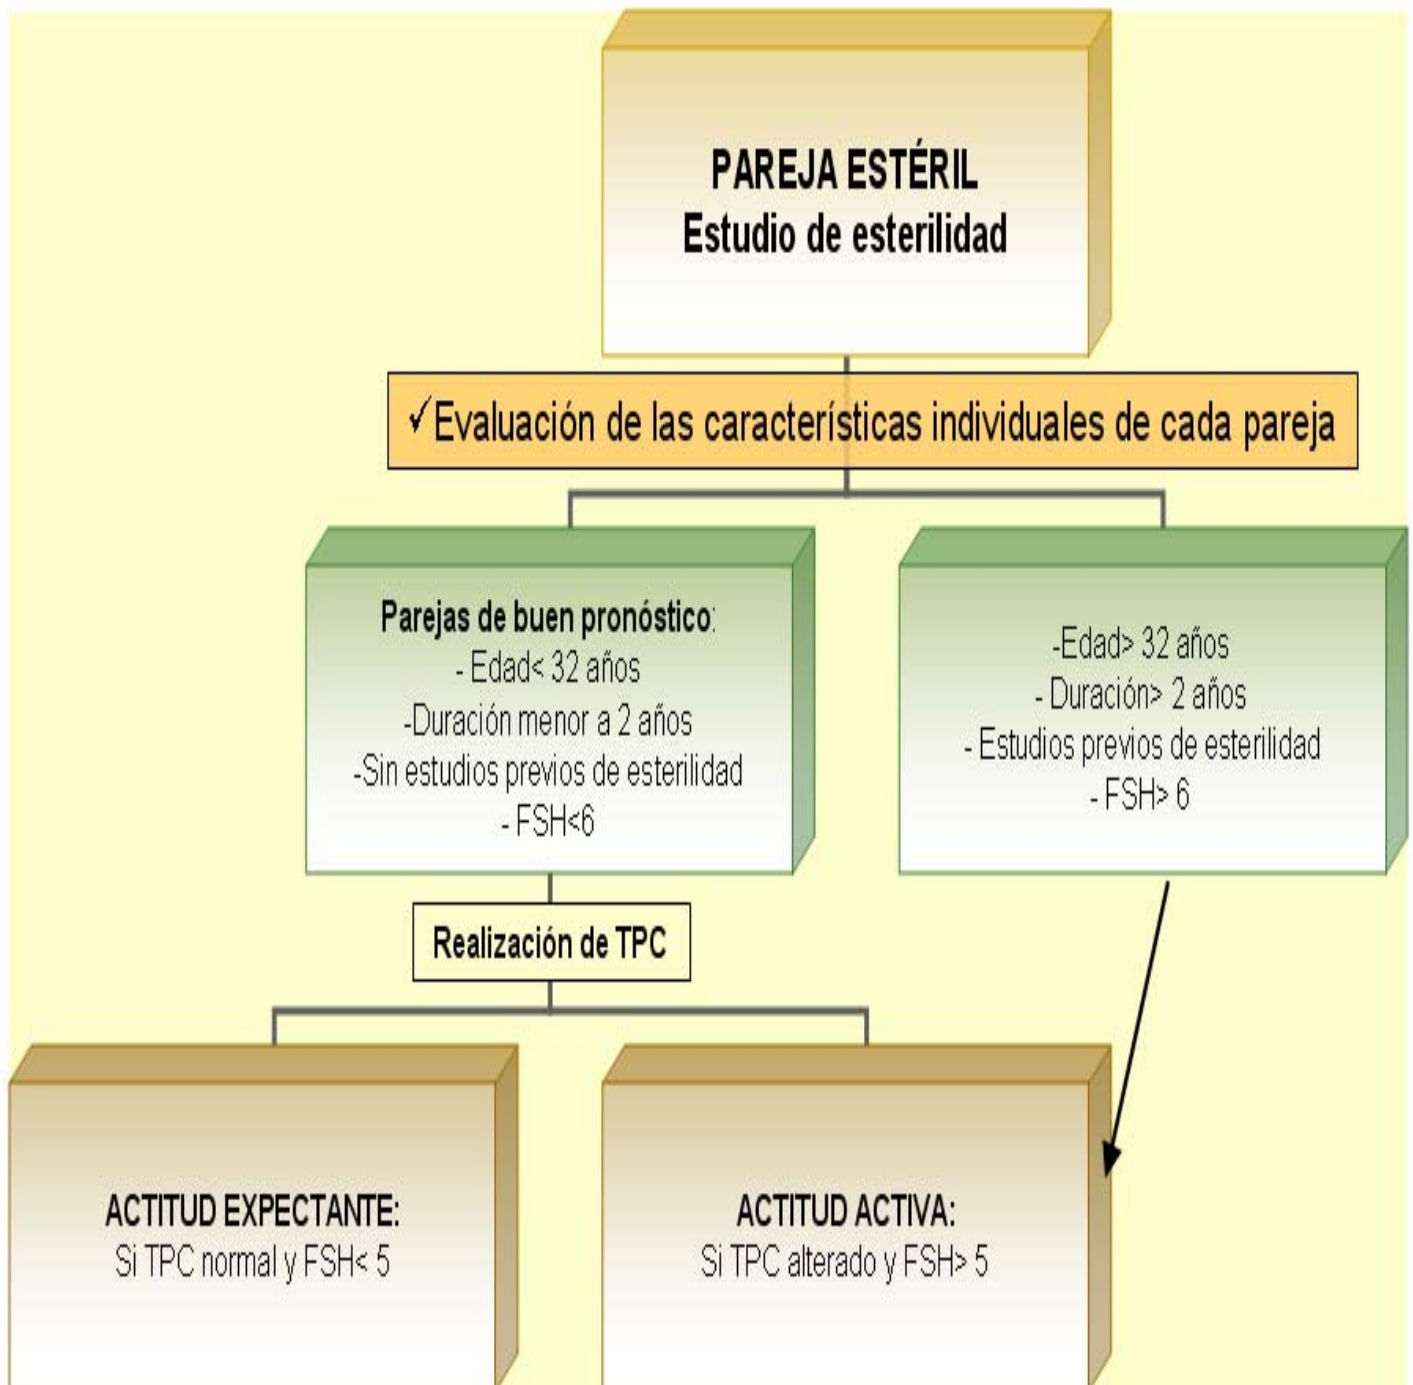 PAREJA ESTÉRIL
Estudio de esterilidad
✓Evaluación de las características individuales de cada pareja
Parejas de buen pronóstico:
- Edad< 32 años
-Duración menor a 2 años
-Sin estudios previos de esterilidad
- FSH<6
-Edad> 32 años
- Duración> 2 años
- Estudios previos de esterilidad
- FSH> 6
Realización de TPC
ACTITUD EXPECTANTE:
Si TPC normal y FSH< 5
ACTITUD ACTIVA:
Si TPC alterado y FSH> 5